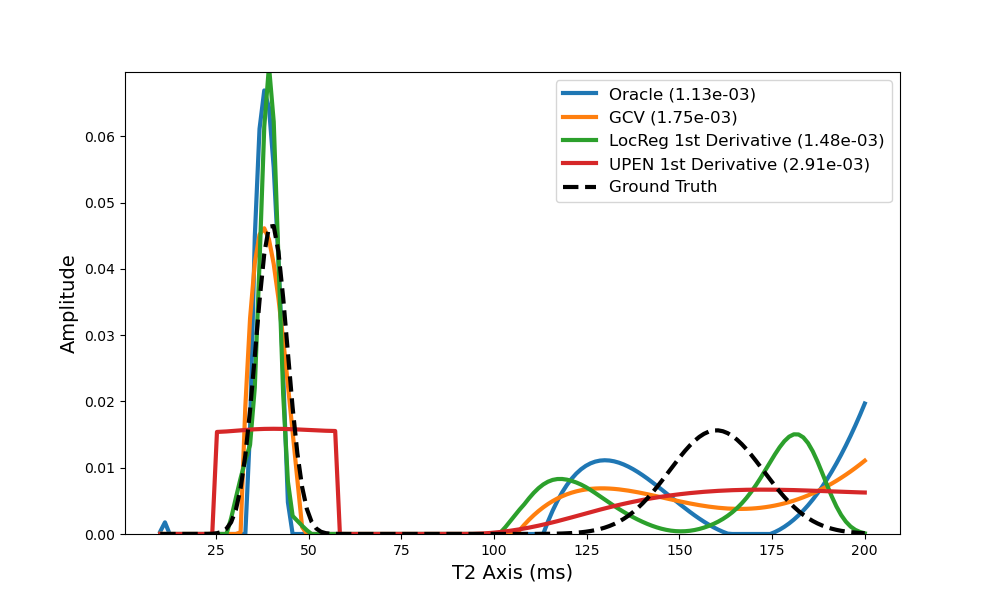 Oracle (1.13e-03)
GCV (1.75e-03)
LocReg 1st Derivative (1.48e-03)
UPEN 1st Derivative (2.91e-03)
Ground Truth
Amplitude
0.06
0.05
0.04
0.03
0.02
0.01
0.00
25 50 75 100 125 150 175 200
T2 Axis (ms)